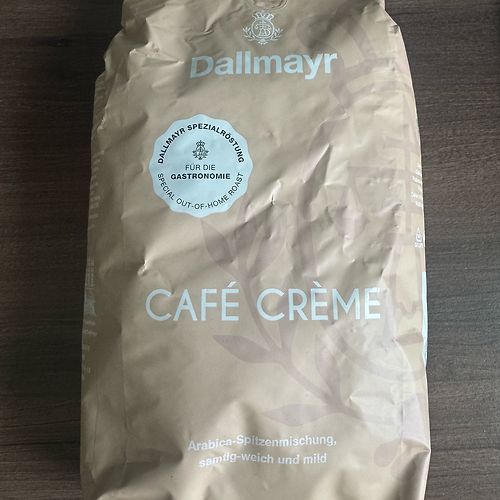 Dallmayr
DALLMAYR SPEZIALRÖSTUNG
FÜR DIE
GASTRONOMIE
SPECIAL OUT-OF-HOME ROAST
CAFÉ CRÈME
Arabica-Spitzenmischung,
samtig-weich und mild